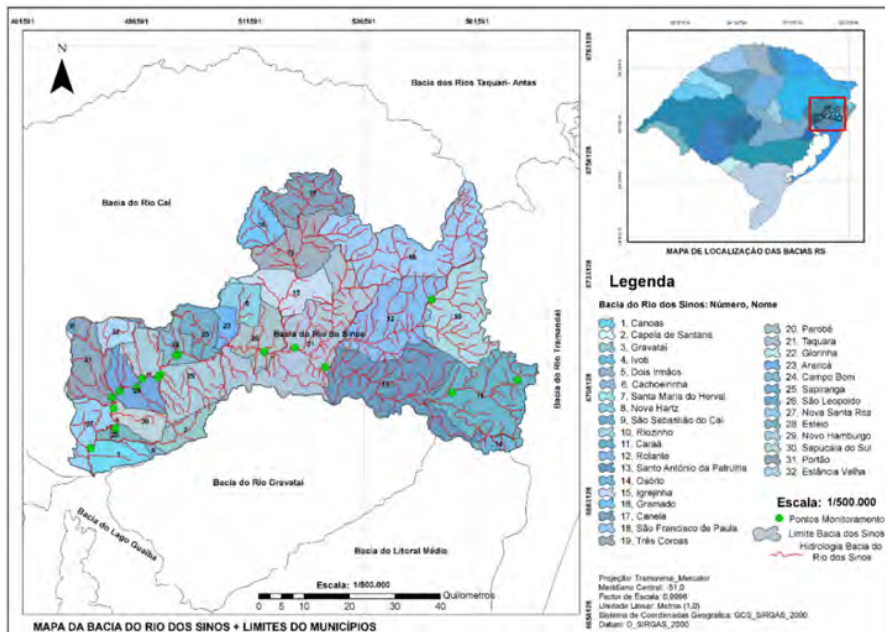 461591
486591
511591
536591
561591
N
Bacia dos Rios Taquari- Antas
Bacia do Rio Caí
Bacia do Rio do Sinos
Bacia do Rio Tramandaí
Bacia do Rio Gravataí
Bacia do Lago Guaíba
Bacia do Litoral Médio
Escala: 1/500.000
Quilometros
0 5 10 20 30 40
MAPA DA BACIA DO RIO DOS SINOS + LIMITES DO MUNICÍPIOS
6783128
6758128
6733128
6708128
6683128
6658128
MAPA DE LOCALIZAÇÃO DAS BACIAS RS
Legenda
Bacia do Rio dos Sinos: Número, Nome
1, Canoas
2, Capela de Santana
3, Gravataí
4, Ivoti
5, Dois Irmãos
6, Cachoeirinha
7, Santa Maria do Herval
8, Nova Hartz
9, São Sebastião do Caí
10, Riozinho
11, Caraá
12, Rolante
13, Santo Antônio da Patrulha
14, Osório
15, Igrejinha
16, Gramado
17, Canela
18, São Francisco de Paula
19, Três Coroas
20, Parobé
21, Taquara
22, Glorinha
23, Araricá
24, Campo Bom
25, Sapiranga
26, São Leopoldo
27, Nova Santa Rita
28, Esteio
29, Novo Hamburgo
30, Sapucaia do Sul
31, Portão
32, Estância Velha
Escala: 1/500.000
Pontos Monitoramento
Limite Bacia dos Sinos
Hidrologia Bacia do
Rio dos Sinos
Projeção: Transversa_Mercator
Meridiano Central: -51,0
Factor de Escala: 0,9996
Unidade Linear: Metros (1,0)
Sistema de Coordenadas Geografica: GCS_SIRGAS_2000
Datum: D_SIRGAS_2000